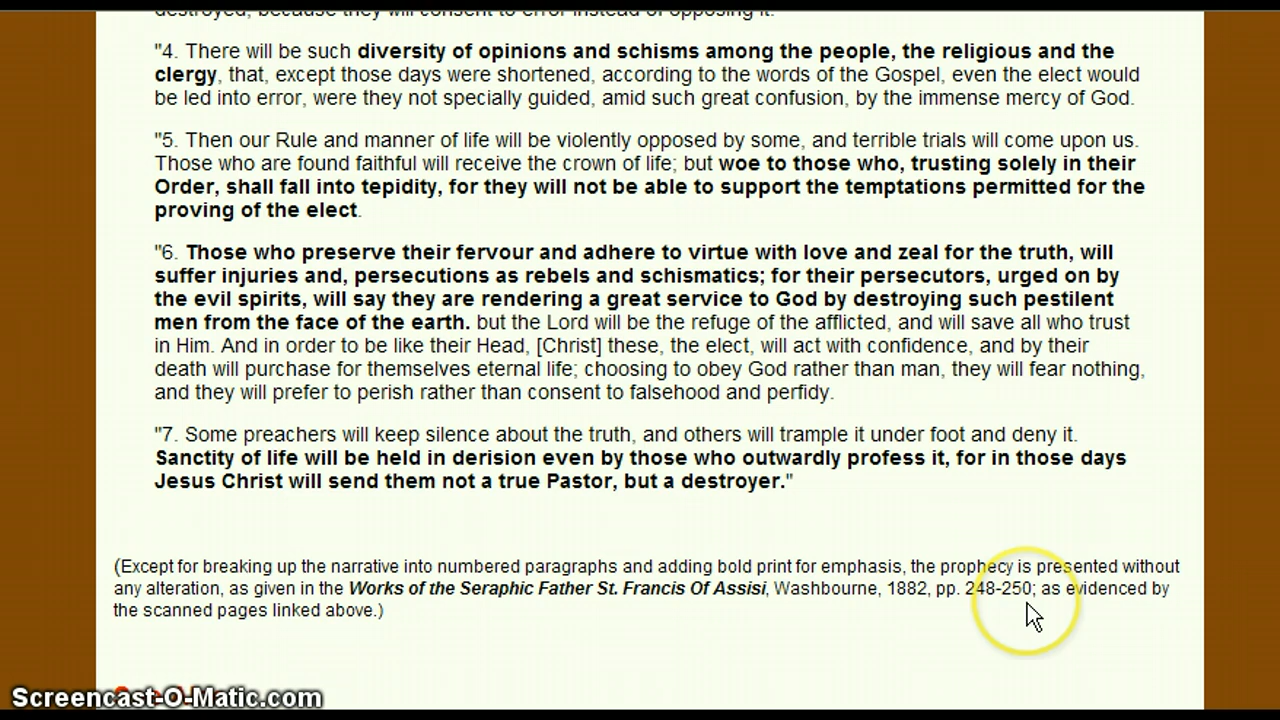 destroyed, because they will consent to error instead of opposing it.
"4. There will be such diversity of opinions and schisms among the people, the religious and the
clergy, that, except those days were shortened, according to the words of the Gospel, even the elect would
be led into error, were they not specially guided, amid such great confusion, by the immense mercy of God.
"5. Then our Rule and manner of life will be violently opposed by some, and terrible trials will come upon us.
Those who are found faithful will receive the crown of life; but woe to those who, trusting solely in their
Order, shall fall into tepidity, for they will not be able to support the temptations permitted for the
proving of the elect.
"6. Those who preserve their fervour and adhere to virtue with love and zeal for the truth, will
suffer injuries and, persecutions as rebels and schismatics; for their persecutors, urged on by
the evil spirits, will say they are rendering a great service to God by destroying such pestilent
men from the face of the earth. but the Lord will be the refuge of the afflicted, and will save all who trust
in Him. And in order to be like their Head, [Christ] these, the elect, will act with confidence, and by their
death will purchase for themselves eternal life; choosing to obey God rather than man, they will fear nothing,
and they will prefer to perish rather than consent to falsehood and perfidy.
"7. Some preachers will keep silence about the truth, and others will trample it under foot and deny it.
Sanctity of life will be held in derision even by those who outwardly profess it, for in those days
Jesus Christ will send them not a true Pastor, but a destroyer."
(Except for breaking up the narrative into numbered paragraphs and adding bold print for emphasis, the prophecy is presented without
any alteration, as given in the Works of the Seraphic Father St. Francis Of Assisi, Washbourne, 1882, pp. 248-250; as evidenced by
the scanned pages linked above.)
Screencast-O-Matic.com